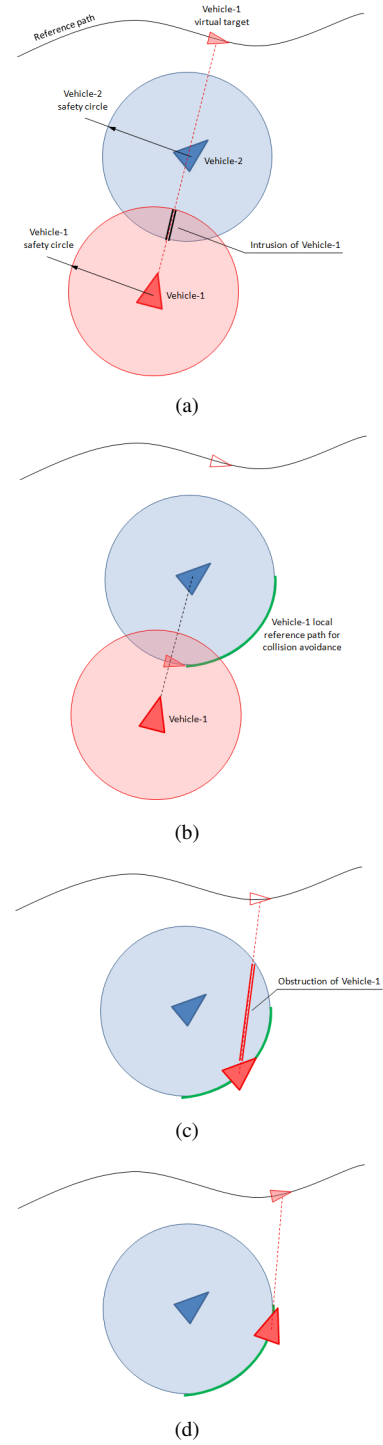 Vehicle-1
virtual target
Reference path
Vehicle-2
safety circle
Vehicle-2
Vehicle-1
safety circle
Intrusion of Vehicle-1
Vehicle-1
(a)
Vehicle-1 local
reference path for
collision avoidance
Vehicle-1
(b)
Obstruction of Vehicle-1
(c)
(d)